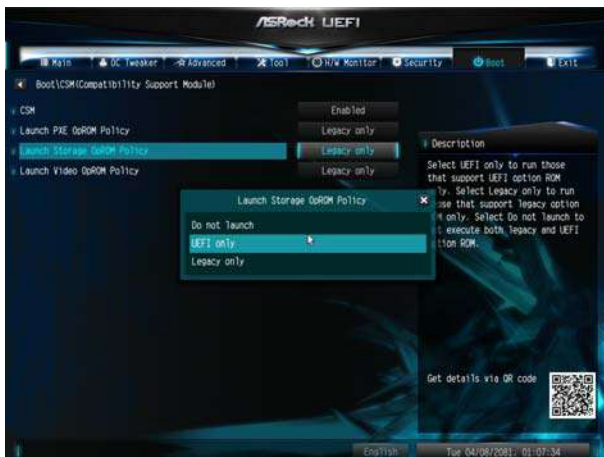 ASRock UEFI
Main OC Tweaker Advanced Tool H/W Monitor Security Boot Exit
Boot\CSM(Compatibility Support Module)
CSM Enabled
Launch PXE OpROM Policy Legacy only
Launch Storage OpROM Policy Legacy only
Launch Video OpROM Policy Legacy only
Launch Storage OpROM Policy
Do not launch
UEFI only
Legacy only
Description
Select UEFI only to run those
that support UEFI option ROM
Select Legacy only to run
that support legacy option
only. Select Do not launch to
execute both legacy and UEFI
ROM.
Get details via QR code
English
Tue 04/08/2081, 01:07:34